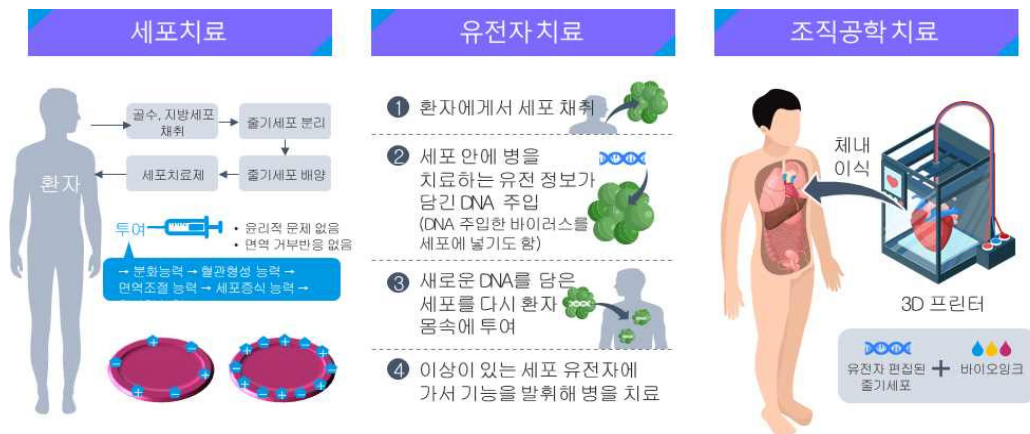 세포치료
골수, 지방세포
채취
줄기세포 분리
환자
세포치료제
줄기세포 배양
투여
• 윤리적 문제 없음
• 면역 거부반응 없음
→ 분화능력 → 혈관형성 능력 →
면역조절 능력 → 세포증식 능력 →
유전자 치료
1 환자에게서 세포 채취
2 세포 안에 병을
치료하는 유전 정보가
담긴 DNA 주입
(DNA 주입한 바이러스를
세포에 넣기도 함)
3 새로운 DNA를 담은
세포를 다시 환자
몸속에 투여
4 이상이 있는 세포 유전자에
가서 기능을 발휘해 병을 치료
조직공학 치료
체내
이식
3D 프린터
유전자 편집된
줄기세포
+
바이오잉크